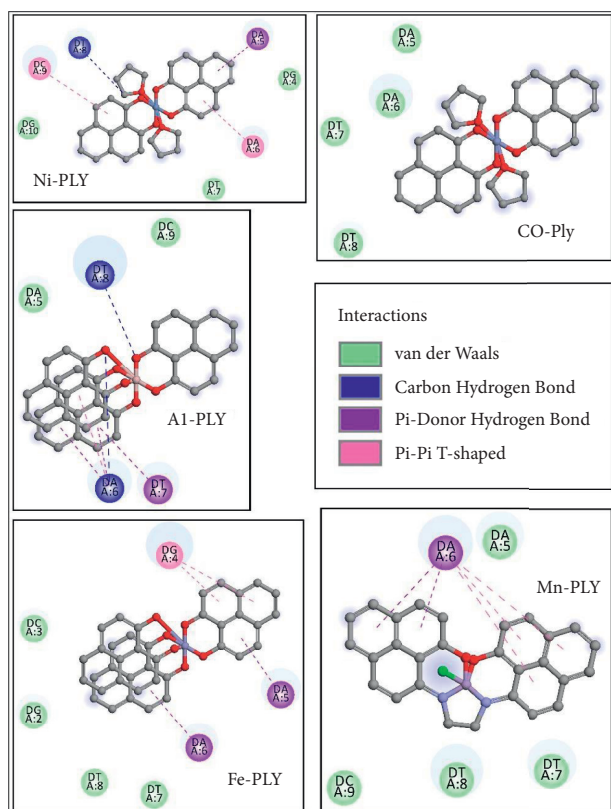 DT
A:8
DA
A:5
DC
A:9
DG
A:4
DG
A:10
DA
A:6
DT
A:7
Ni-PLY
DA
A:5
DA
A:6
DT
A:7
DT
A:8
CO-Ply
DC
A:9
DT
A:8
DA
A:5
A1-PLY
DA
A:6
DT
A:7
Interactions
van der Waals
Carbon Hydrogen Bond
Pi-Donor Hydrogen Bond
Pi-Pi T-shaped
DG
A:4
DC
A:3
DA
A:5
DG
A:2
DA
A:6
Fe-PLY
DT
A:8
DT
A:7
DA
A:6
DA
A:5
Mn-PLY
DC
A:9
DT
A:8
DT
A:7